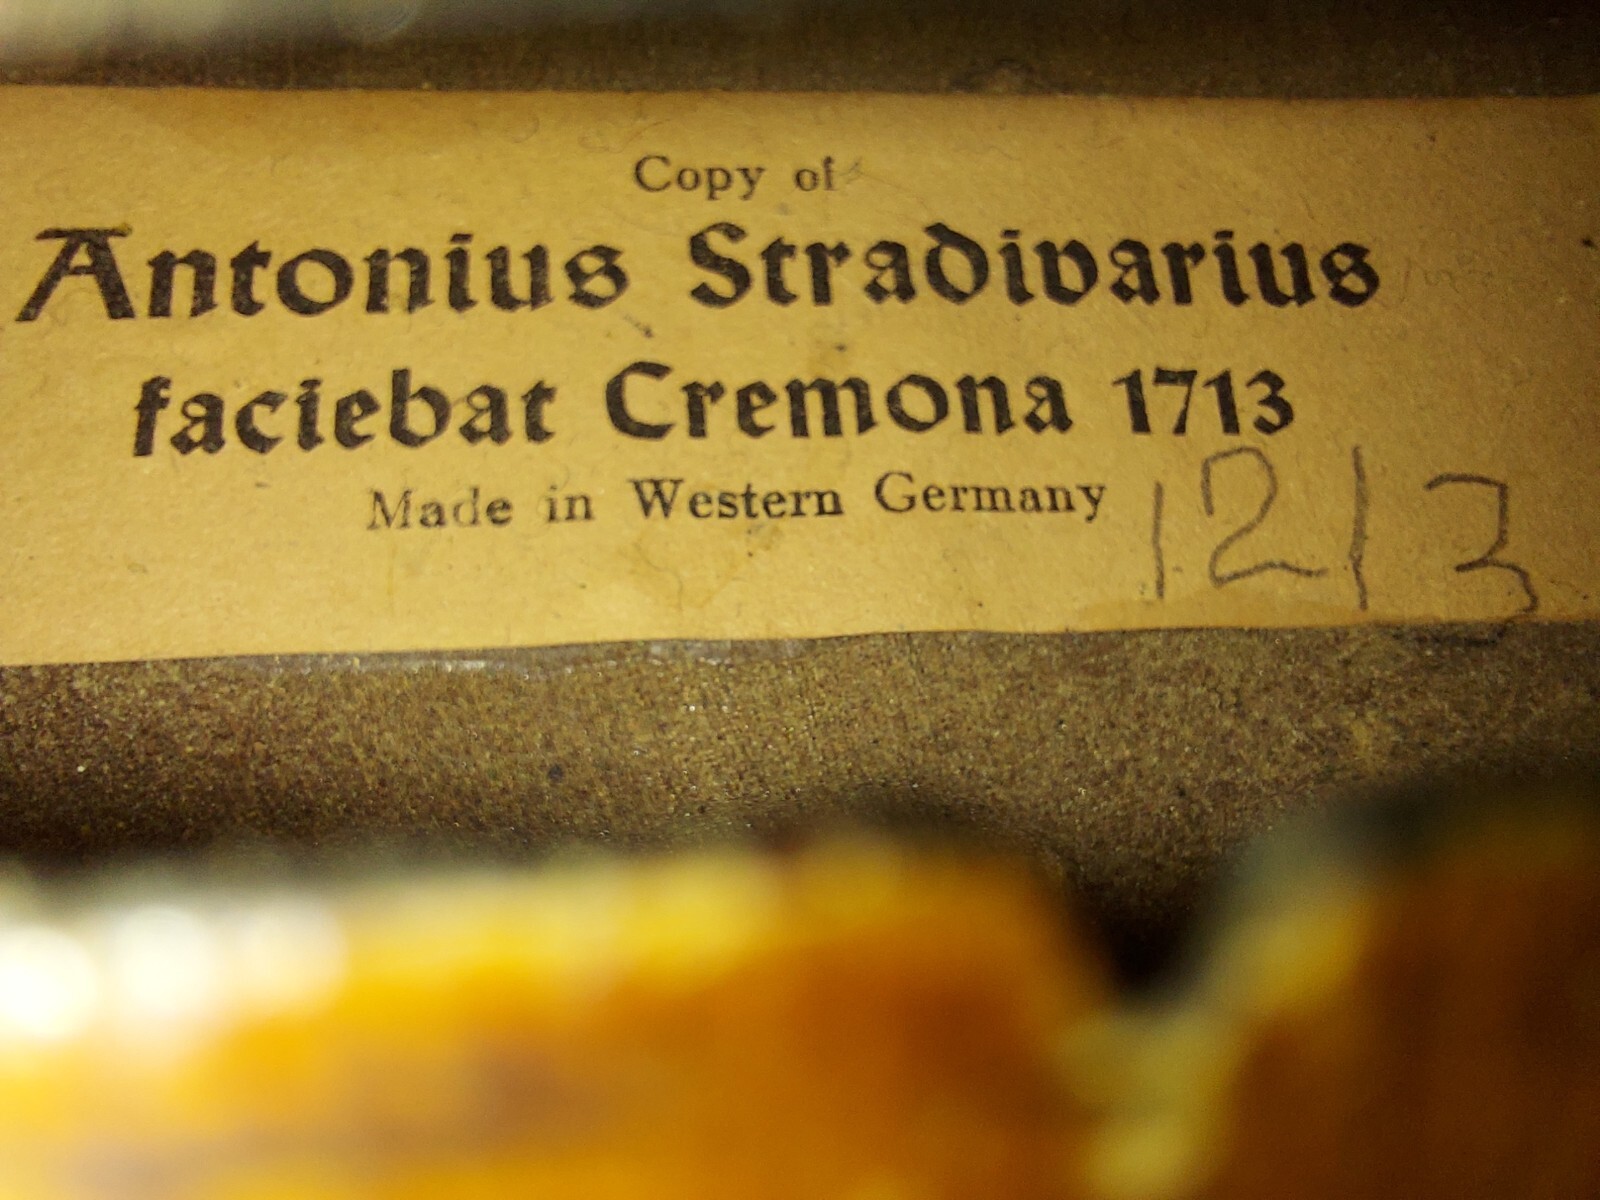 Copy of
Antonius Stradivarius
faciebat Cremona 1713
Made in Western Germany
1213